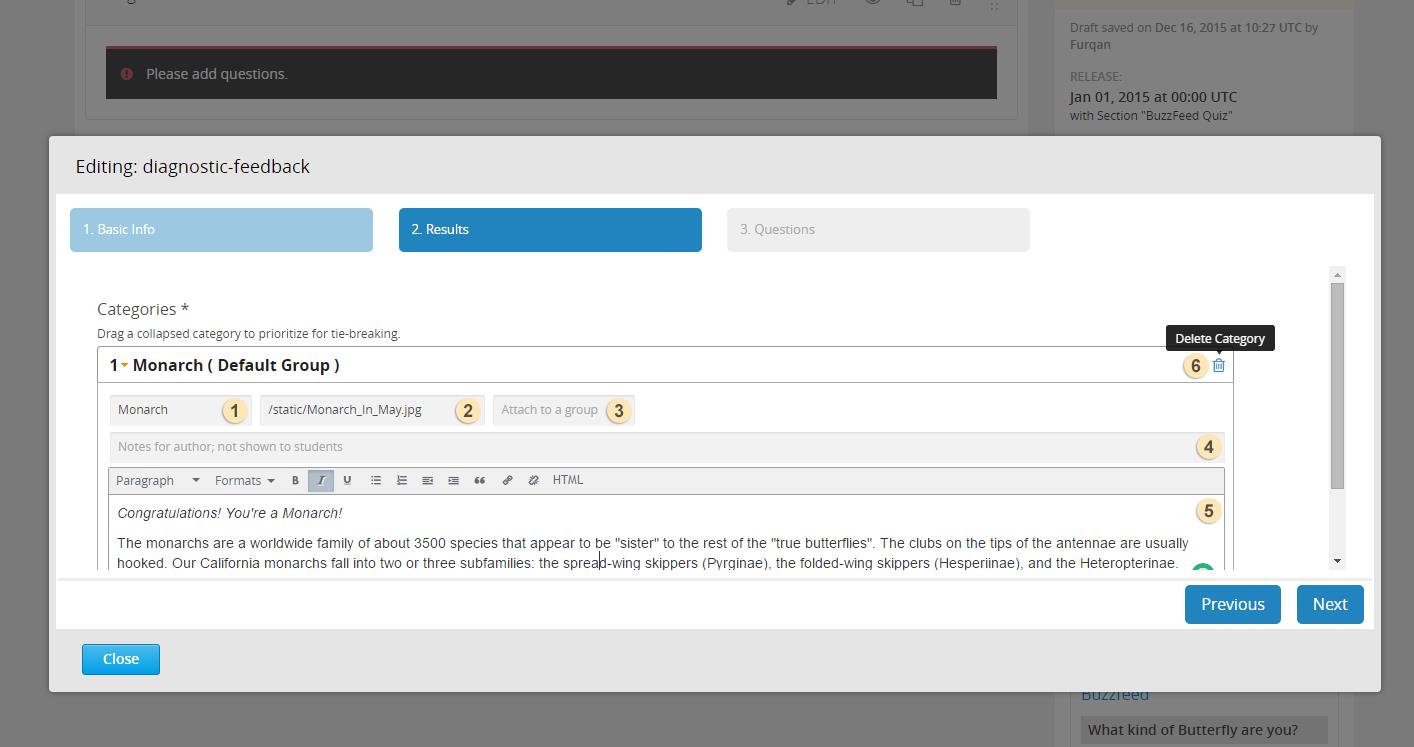 EDIT
Please add questions.
Draft saved on Dec 16, 2015 at 10:27 UTC by
Furqan
RELEASE:
Jan 01, 2015 at 00:00 UTC
with Section "BuzzFeed Quiz"
Editing: diagnostic-feedback
1. Basic Info
2. Results
3. Questions
Categories *
Drag a collapsed category to prioritize for tie-breaking.
Delete Category
1 Monarch ( Default Group )
6
Monarch
1
/static/Monarch_In_May.jpg
2
Attach to a group
3
Notes for author; not shown to students
4
Paragraph
Formats
B
I
U
HTML
Congratulations! You're a Monarch!
5
The monarchs are a worldwide family of about 3500 species that appear to be "sister" to the rest of the "true butterflies". The clubs on the tips of the antennae are usually
hooked. Our California monarchs fall into two or three subfamilies: the spread-wing skippers (Pyrginae), the folded-wing skippers (Hesperiinae), and the Heteropterinae.
Previous
Next
Close
Buzzfeed
What kind of Butterfly are you?